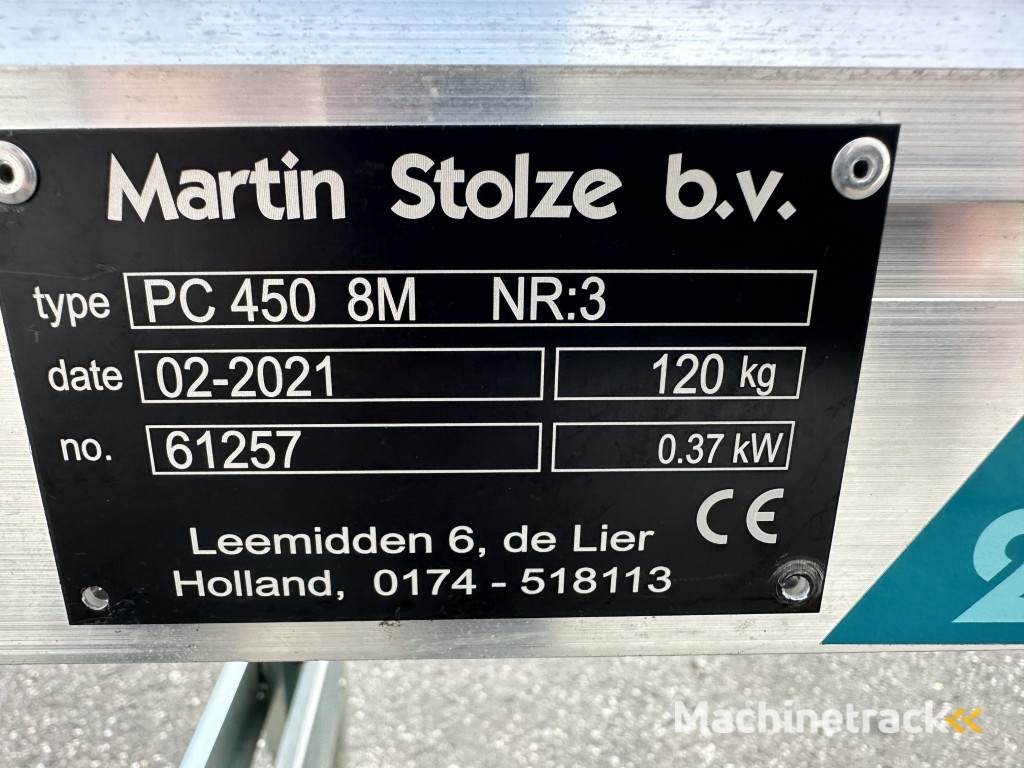 Martin Stolze b.v.
type PC 450 8M NR:3
date 02-2021 120 kg
no. 61257 0.37 kW
CE
Leemidden 6, de Lier
Holland, 0174 - 518113
2
Machinetrack